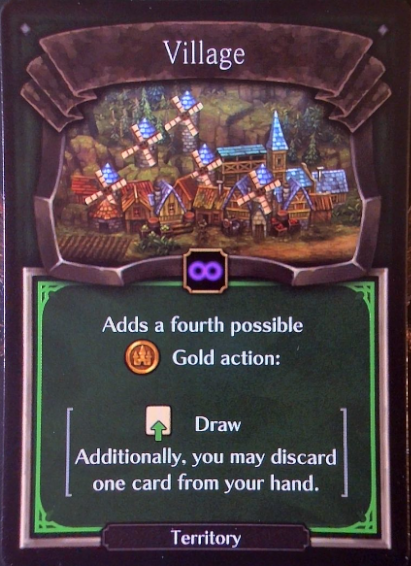 Village
Adds a fourth possible
Gold action:
Draw
Additionally, you may discard
one card from your hand.
Territory